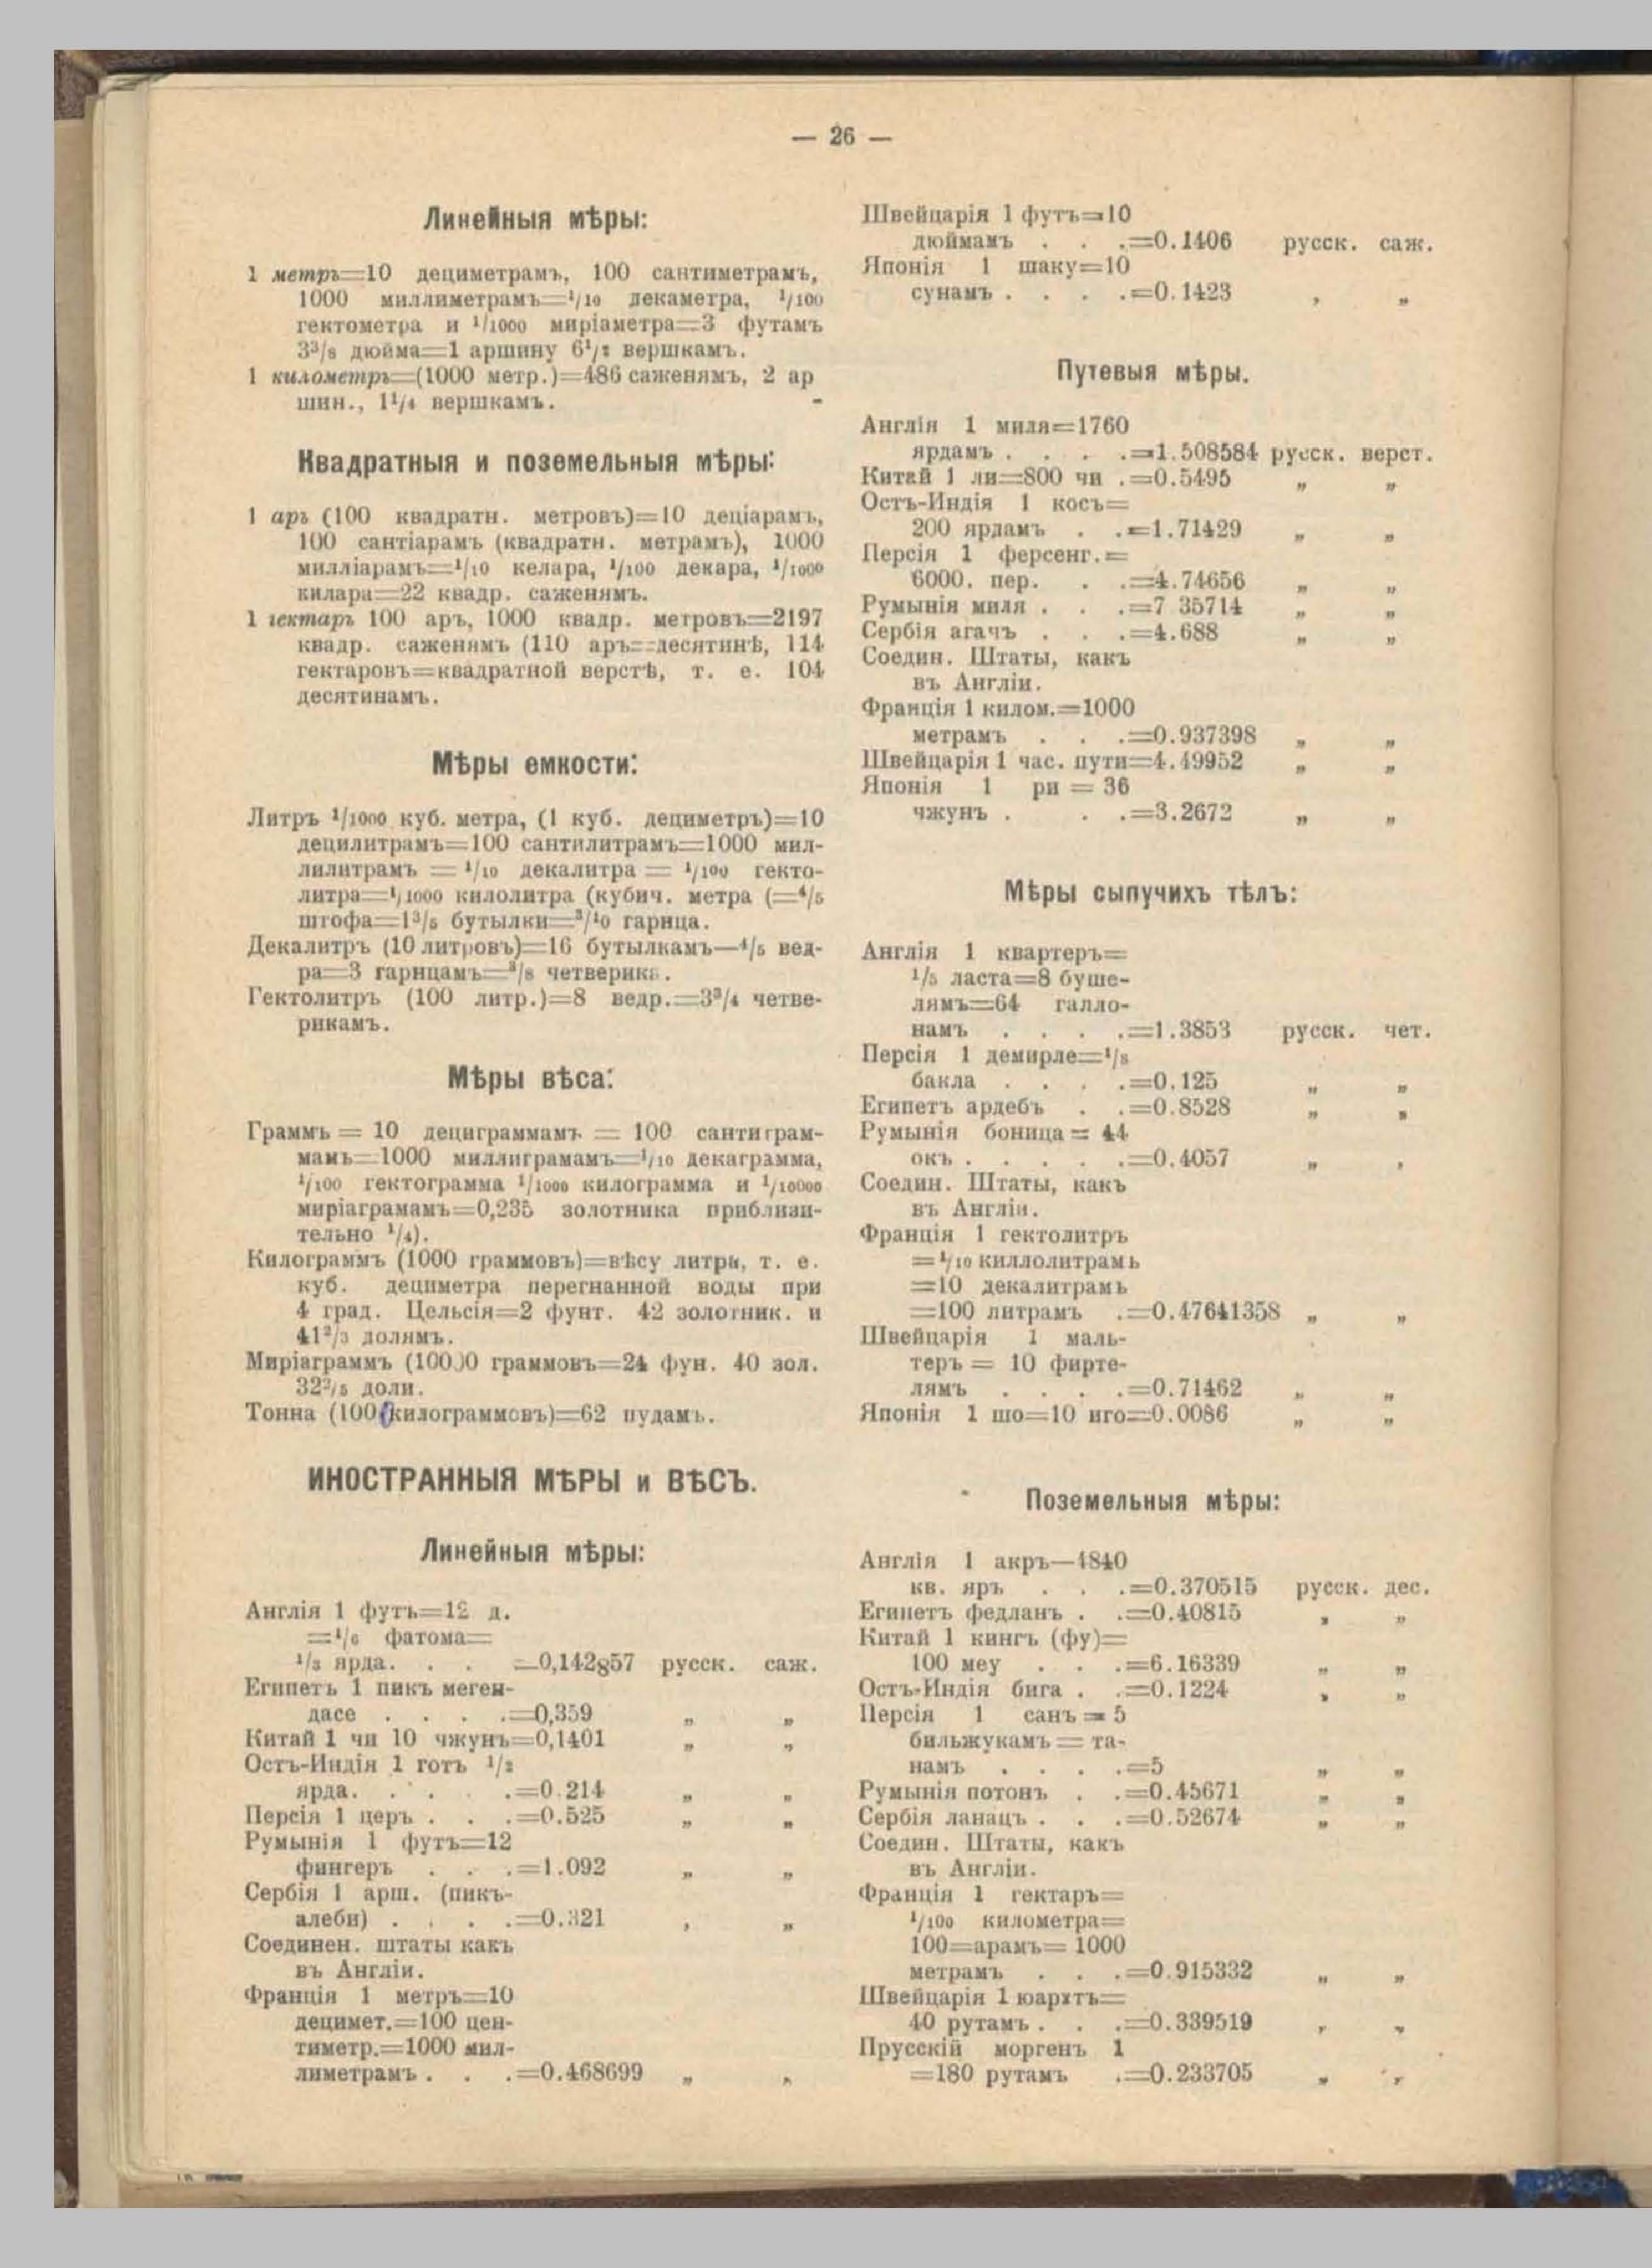 — 26 —
Линейныя мѣры:
1 метръ=10 дециметрамъ, 100 сантиметрамъ,
1000 миллиметрамъ=¹/10 декаметра, ¹/100
гектометра и ¹/1000 миріаметра=3 футамъ
3³/8 дюйма=1 аршину 6¹/2 вершкамъ.
1 километръ=(1000 метр.)=486 саженямъ, 2 ар
шин., 1¹/4 вершкамъ.
Квадратныя и поземельныя мѣры:
1 аръ (100 квадратн. метровъ)=10 деціарамъ,
100 сантіарамъ (квадратн. метрамъ), 1000
милліарамъ=¹/10 келара, ¹/100 декара, ¹/1000
килара=22 квадр. саженямъ.
1 гектаръ 100 аръ, 1000 квадр. метровъ=2197
квадр. саженямъ (110 аръ=десятинѣ, 114
гектаровъ=квадратной верстѣ, т. е. 104
десятинамъ.
Мѣры емкости:
Литръ ¹/1000 куб. метра, (1 куб. дециметръ)=10
децилитрамъ=100 сантилитрамъ=1000 мил-
лилитрамъ = ¹/10 декалитра = ¹/100 гекто-
литра=¹/1000 килолитра (кубич. метра (=⁴/5
штофа=1³/5 бутылки=³/10 гарнца.
Декалитръ (10 литровъ)=16 бутылкамъ—⁴/5 вед-
ра=3 гарнцамъ=³/8 четверика.
Гектолитръ (100 литр.)=8 ведр.=3³/4 четве-
рикамъ.
Мѣры вѣса:
Граммъ = 10 дециграммамъ = 100 сантиграм-
мамъ=1000 миллиграмамъ=¹/10 декаграмма,
¹/100 гектограмма ¹/1000 килограмма и ¹/10000
миріаграмамъ=0,235 золотника приблизи-
тельно ¹/4).
Килограммъ (1000 граммовъ)=вѣсу литра, т. е.
куб. дециметра перегнанной воды при
4 град. Цельсія=2 фунт. 42 золотник. и
41²/3 долямъ.
Миріаграммъ (10000 граммовъ=24 фун. 40 зол.
32²/5 доли.
Тонна (100(килограммовъ)=62 пудамъ.
ИНОСТРАННЫЯ МѢРЫ и ВѢСЪ.
Линейныя мѣры:
Англія 1 футъ=12 д.
=¹/6 фатома=
¹/3 ярда. . . =0,142857 русск. саж.
Египетъ 1 пикъ меген-
дасе . . . .=0,359 „ „
Китай 1 чи 10 чжунъ=0,1401 „ „
Остъ-Индія 1 готъ ¹/2
ярда. . . . .=0.214 „ „
Персія 1 церъ . . .=0.525 „ „
Румынія 1 футъ=12
фингеръ . . .=1.092 „ „
Сербія 1 арш. (пикъ-
алеби) . . . .=0.321 , „
Соединен. штаты какъ
въ Англіи.
Франція 1 метръ=10
децимет.=100 цен-
тиметр.=1000 мил-
лиметрамъ . . .=0.468699 „ „
Швейцарія 1 футъ=10
дюймамъ . . .=0.1406 русск. саж.
Японія 1 шаку=10
сунамъ . . . .=0.1423 , „
Путевыя мѣры.
Англія 1 миля=1760
ярдамъ . . . .=1.508584 русск. верст.
Китай 1 ли=800 чи .=0.5495 „ „
Остъ-Индія 1 косъ=
200 ярдамъ . .=1.71429 „ „
Персія 1 ферсенг.=
6000. пер. . .=4.74656 „ „
Румынія миля . . .=7 35714 „ „
Сербія агачъ . . .=4.688 „ „
Соедин. Штаты, какъ
въ Англіи.
Франція 1 килом.=1000
метрамъ . . .=0.937398 „ „
Швейцарія 1 час. пути=4.49952 „ „
Японія 1 ри = 36
чжунъ . . .=3.2672 „ „
Мѣры сыпучихъ тѣлъ:
Англія 1 квартеръ=
¹/5 ласта=8 буше-
лямъ=64 галло-
намъ . . . .=1.3853 русск. чет.
Персія 1 демирле=¹/8
бакла . . . .=0.125 „ „
Египетъ ардебъ . .=0.8528 „ „
Румынія боница = 44
окъ . . . . .=0.4057 „ ,
Соедин. Штаты, какъ
въ Англіи.
Франція 1 гектолитръ
=¹/10 киллолитрамъ
=10 декалитрамъ
=100 литрамъ .=0.47641358 „ „
Швейцарія 1 маль-
теръ = 10 фирте-
лямъ . . . .=0.71462 „ „
Японія 1 шо=10 иго=0.0086 „ „
Поземельныя мѣры:
Англія 1 акръ—4840
кв. яръ . . .=0.370515 русск. дес.
Египетъ федланъ . .=0.40815 „ „
Китай 1 кингъ (фу)=
100 меу . . .=6.16339 „ „
Остъ-Индія бига . .=0.1224 „ „
Персія 1 санъ = 5
бильжукамъ = та-
намъ . . . .=5 „ „
Румынія потонъ . .=0.45671 „ „
Сербія ланацъ . . .=0.52674 „ „
Соедин. Штаты, какъ
въ Англіи.
Франція 1 гектаръ=
¹/100 километра=
100=арамъ= 1000
метрамъ . . .=0.915332 „ „
Швейцарія 1 юархтъ=
40 рутамъ . . .=0.339519 , „
Прусскій моргенъ 1
=180 рутамъ .=0.233705 „ „